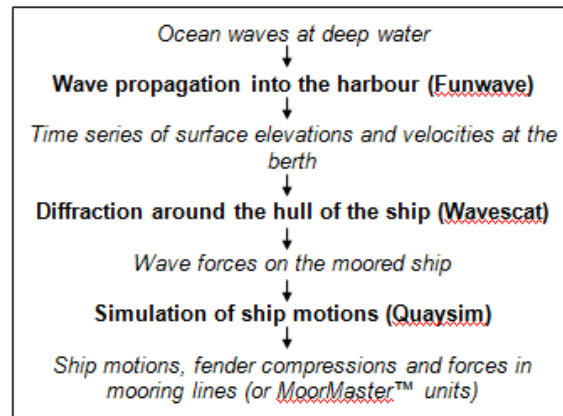 Ocean waves at deep water
Wave propagation into the harbour (Funwave)
Time series of surface elevations and velocities at the
berth
Diffraction around the hull of the ship (Wavescat)
Wave forces on the moored ship
Simulation of ship motions (Quaysim)
Ship motions, fender compressions and forces in
mooring lines (or MoorMaster™ units)